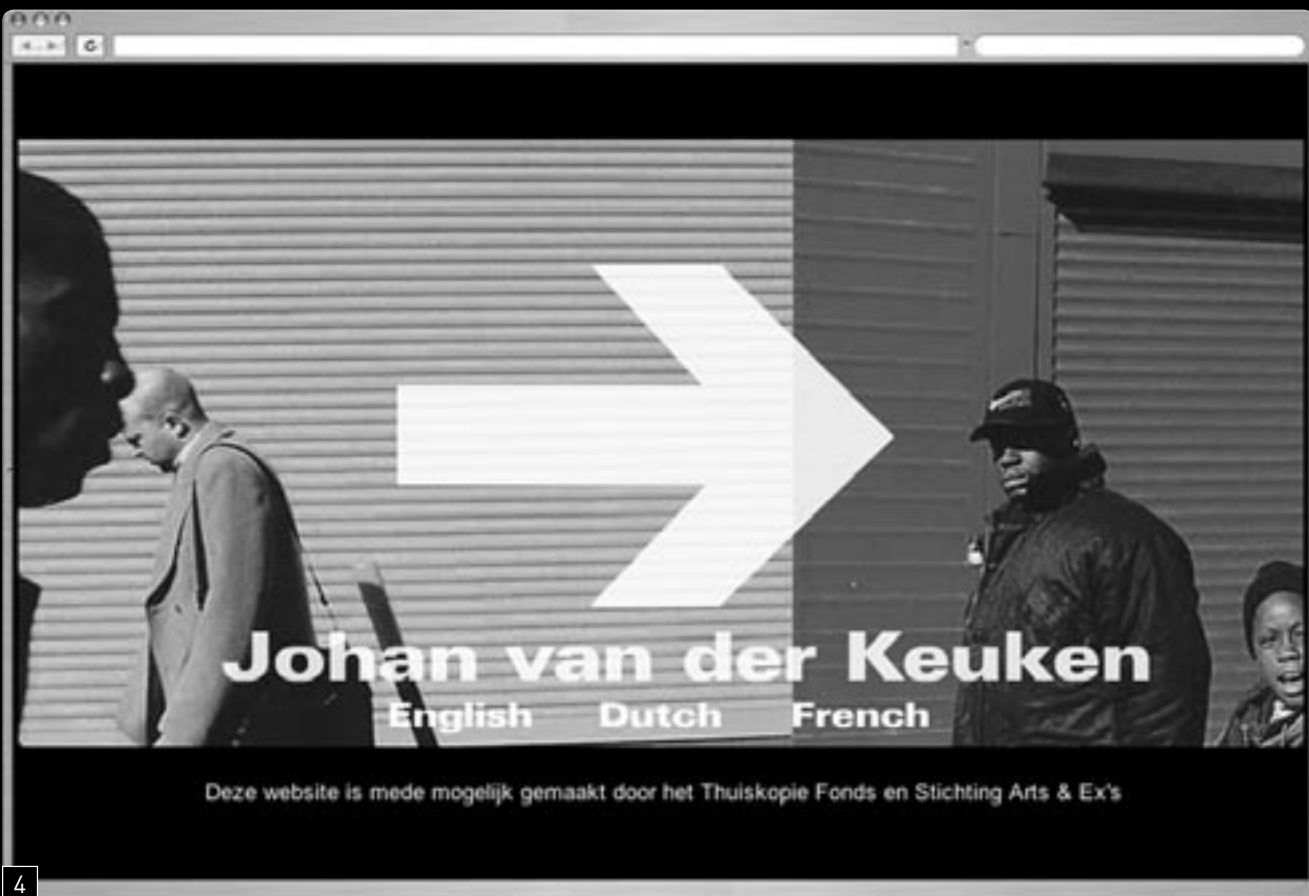 Johan van der Keuken
English Dutch French
Deze website is mede mogelijk gemaakt door het Thuiskopie Fonds en Stichting Arts & Ex's
4